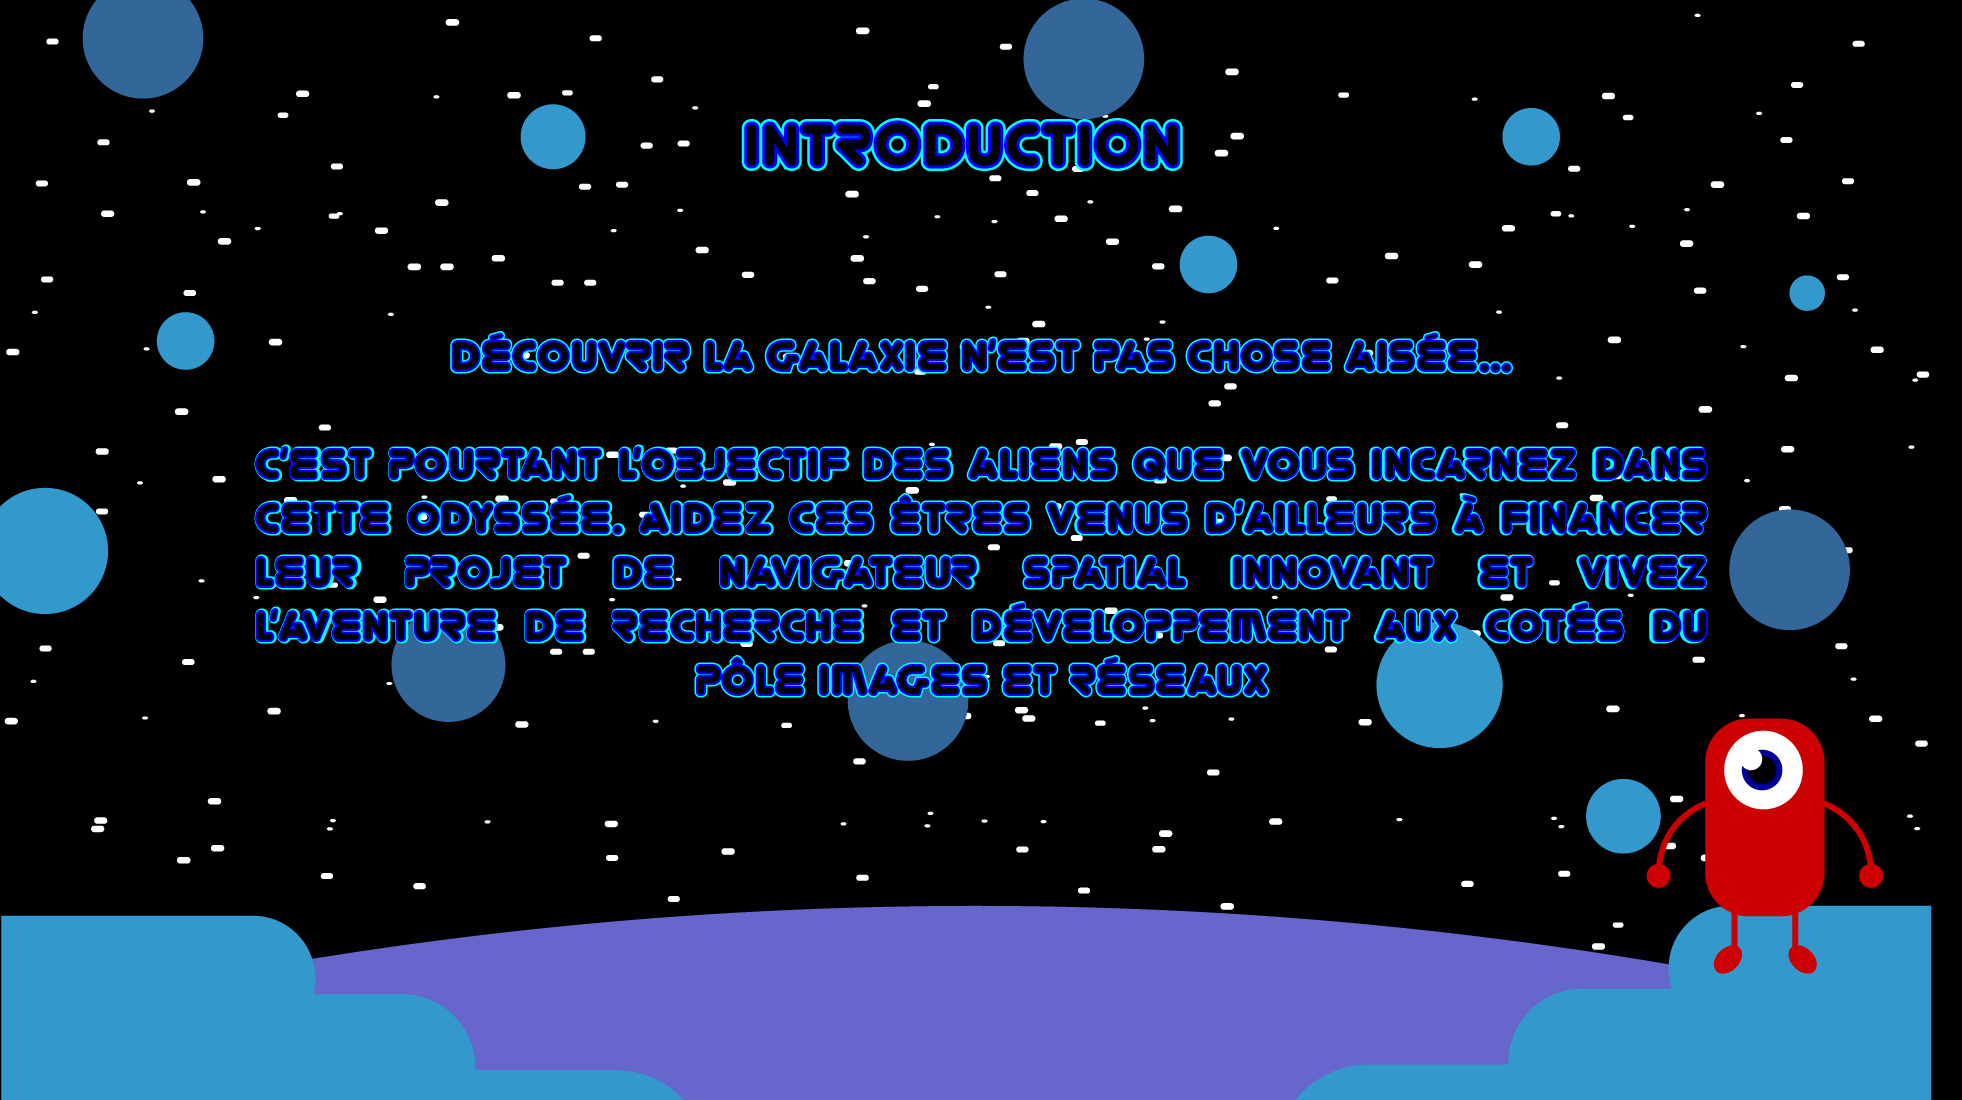 INTRODUCTION
DÉCOUVRIR LA GALAXIE N'EST PAS CHOSE AISÉE...
C'EST POURTANT L'OBJECTIF DES ALIENS QUE VOUS INCARNEZ DANS
CETTE ODYSSÉE. AIDEZ CES ÊTRES VENUS D'AILLEURS À FINANCER
LEUR PROJET DE NAVIGATEUR SPATIAL INNOVANT ET VIVEZ
L'AVENTURE DE RECHERCHE ET DÉVELOPPEMENT AUX COTÉS DU
PÔLE IMAGES ET RÉSEAUX